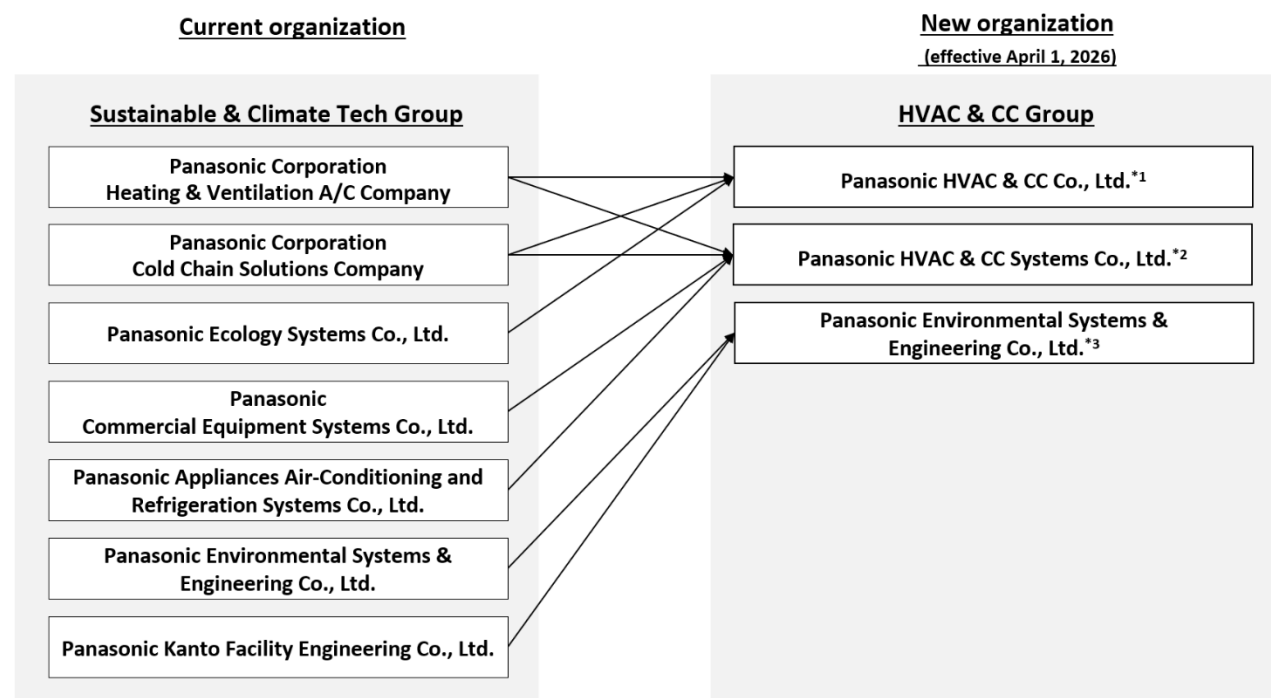 Current organization
New organization
(effective April 1, 2026)
Sustainable & Climate Tech Group
Panasonic Corporation
Heating & Ventilation A/C Company
Panasonic Corporation
Cold Chain Solutions Company
Panasonic Ecology Systems Co., Ltd.
Panasonic
Commercial Equipment Systems Co., Ltd.
Panasonic Appliances Air-Conditioning and
Refrigeration Systems Co., Ltd.
Panasonic Environmental Systems &
Engineering Co., Ltd.
Panasonic Kanto Facility Engineering Co., Ltd.
HVAC & CC Group
Panasonic HVAC & CC Co., Ltd.*1
Panasonic HVAC & CC Systems Co., Ltd.*2
Panasonic Environmental Systems &
Engineering Co., Ltd.*3